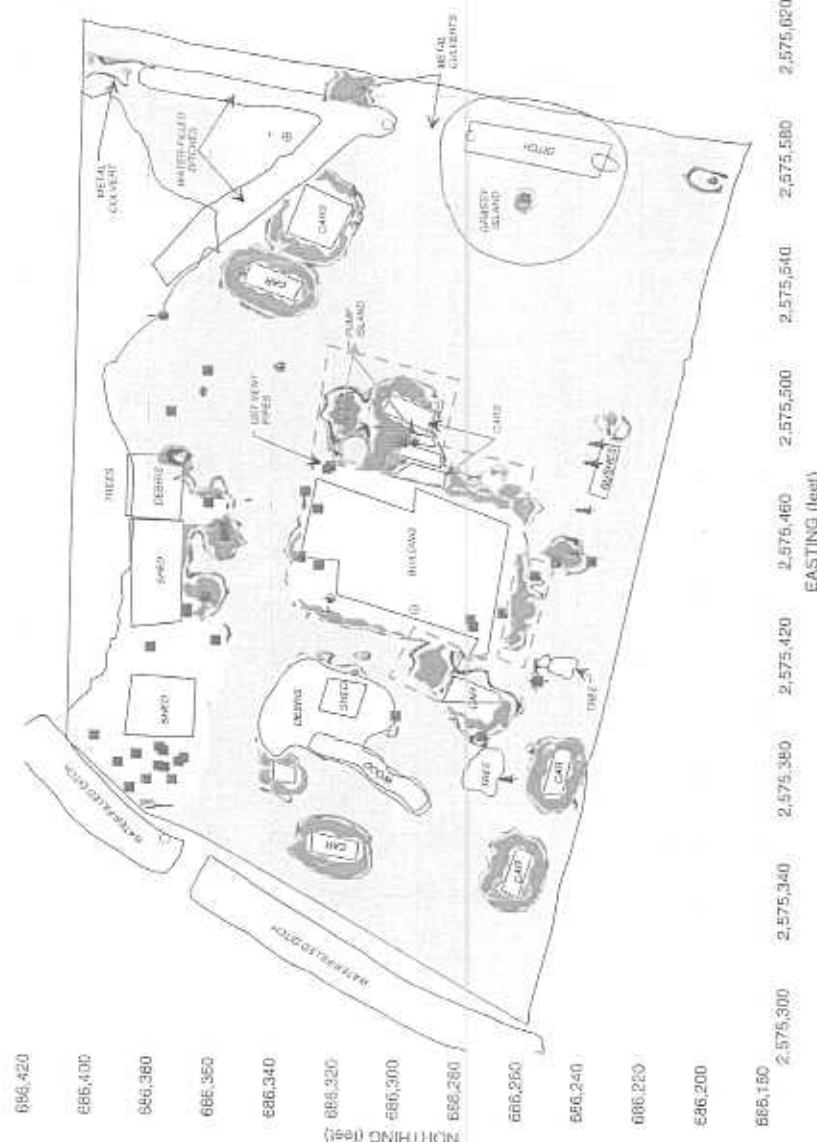 686,420
686,400
686,380
686,360
686,340
686,320
686,300
686,280
686,260
686,240
686,220
686,200
686,180
NORTHING (feet)
2,575,300
2,575,340
2,575,380
2,575,420
2,575,460
2,575,500
2,575,540
2,575,580
2,575,620
EASTING (feet)
WATER-FILLED DITCH
WATER-FILLED DITCH
SHED
SHED
DEBRIS
TREES
METAL
CULVERT
WATER-FILLED
DITCHES
METAL
CULVERTS
CAR
CARS
DITCH
GRASSY
ISLAND
PUMP
ISLAND
UST VENT
PIPES
CARS
BUILDING
BUSHES
DEBRIS
SHED
WOOD
CAR
CAR
TREE
TREE
CAR
CAR